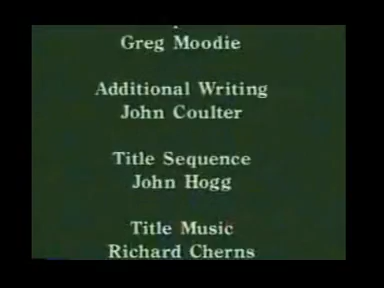 Greg Moodie
Additional Writing
John Coulter
Title Sequence
John Hogg
Title Music
Richard Cherns